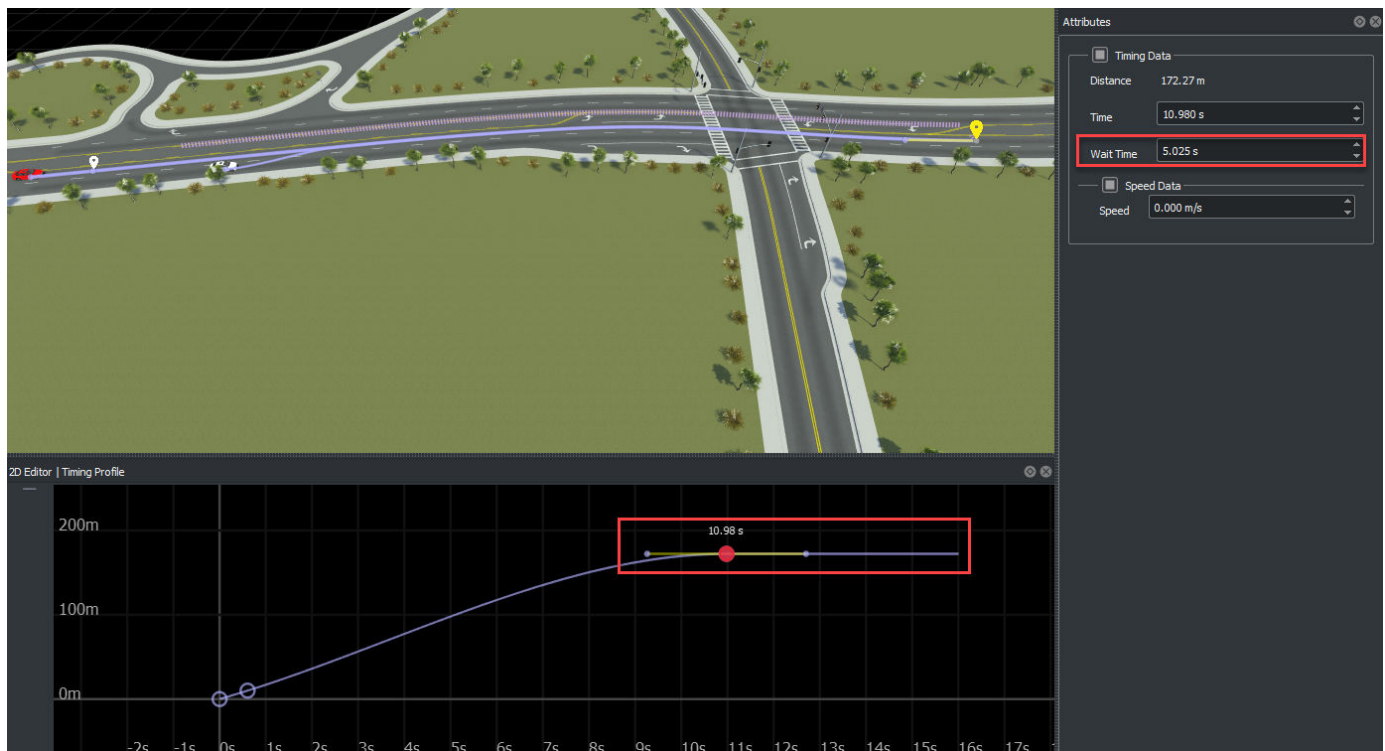 Attributes
Timing Data
Distance 172.27 m
Time 10.980 s
Wait Time 5.025 s
Speed Data
Speed 0.000 m/s
2D Editor | Timing Profile
200m
10.98 s
100m
0m
-2s -1s 0s 1s 2s 3s 4s 5s 6s 7s 8s 9s 10s 11s 12s 13s 14s 15s 16s 17s